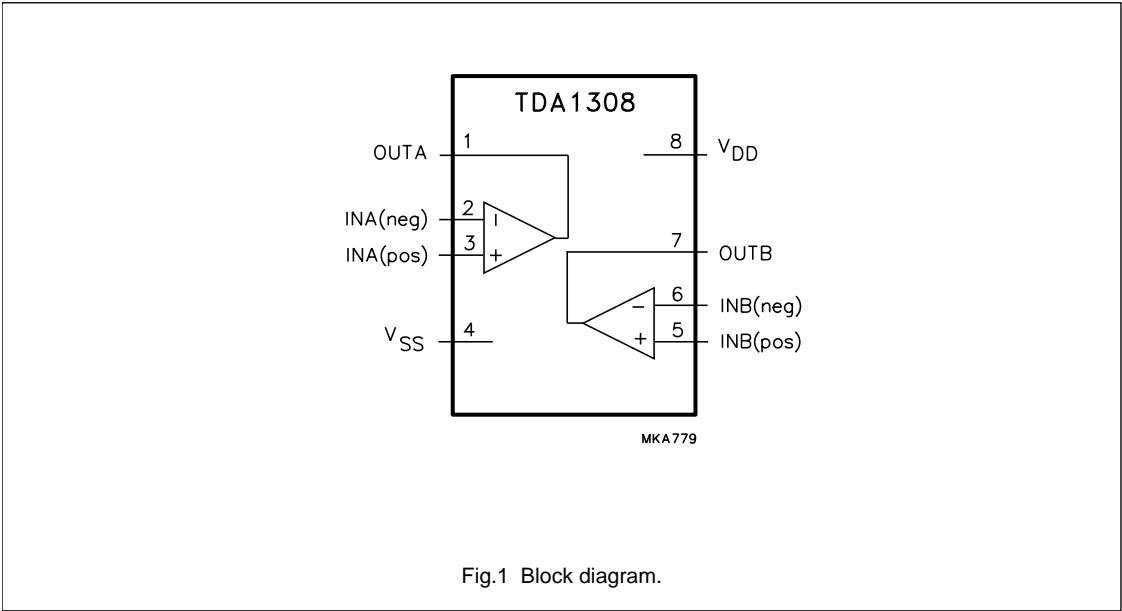 TDA1308
OUTA 1
8 VDD
INA(neg) 2 −
INA(pos) 3 +
7 OUTB
− 6 INB(neg)
VSS 4
+ 5 INB(pos)
MKA779
Fig.1 Block diagram.